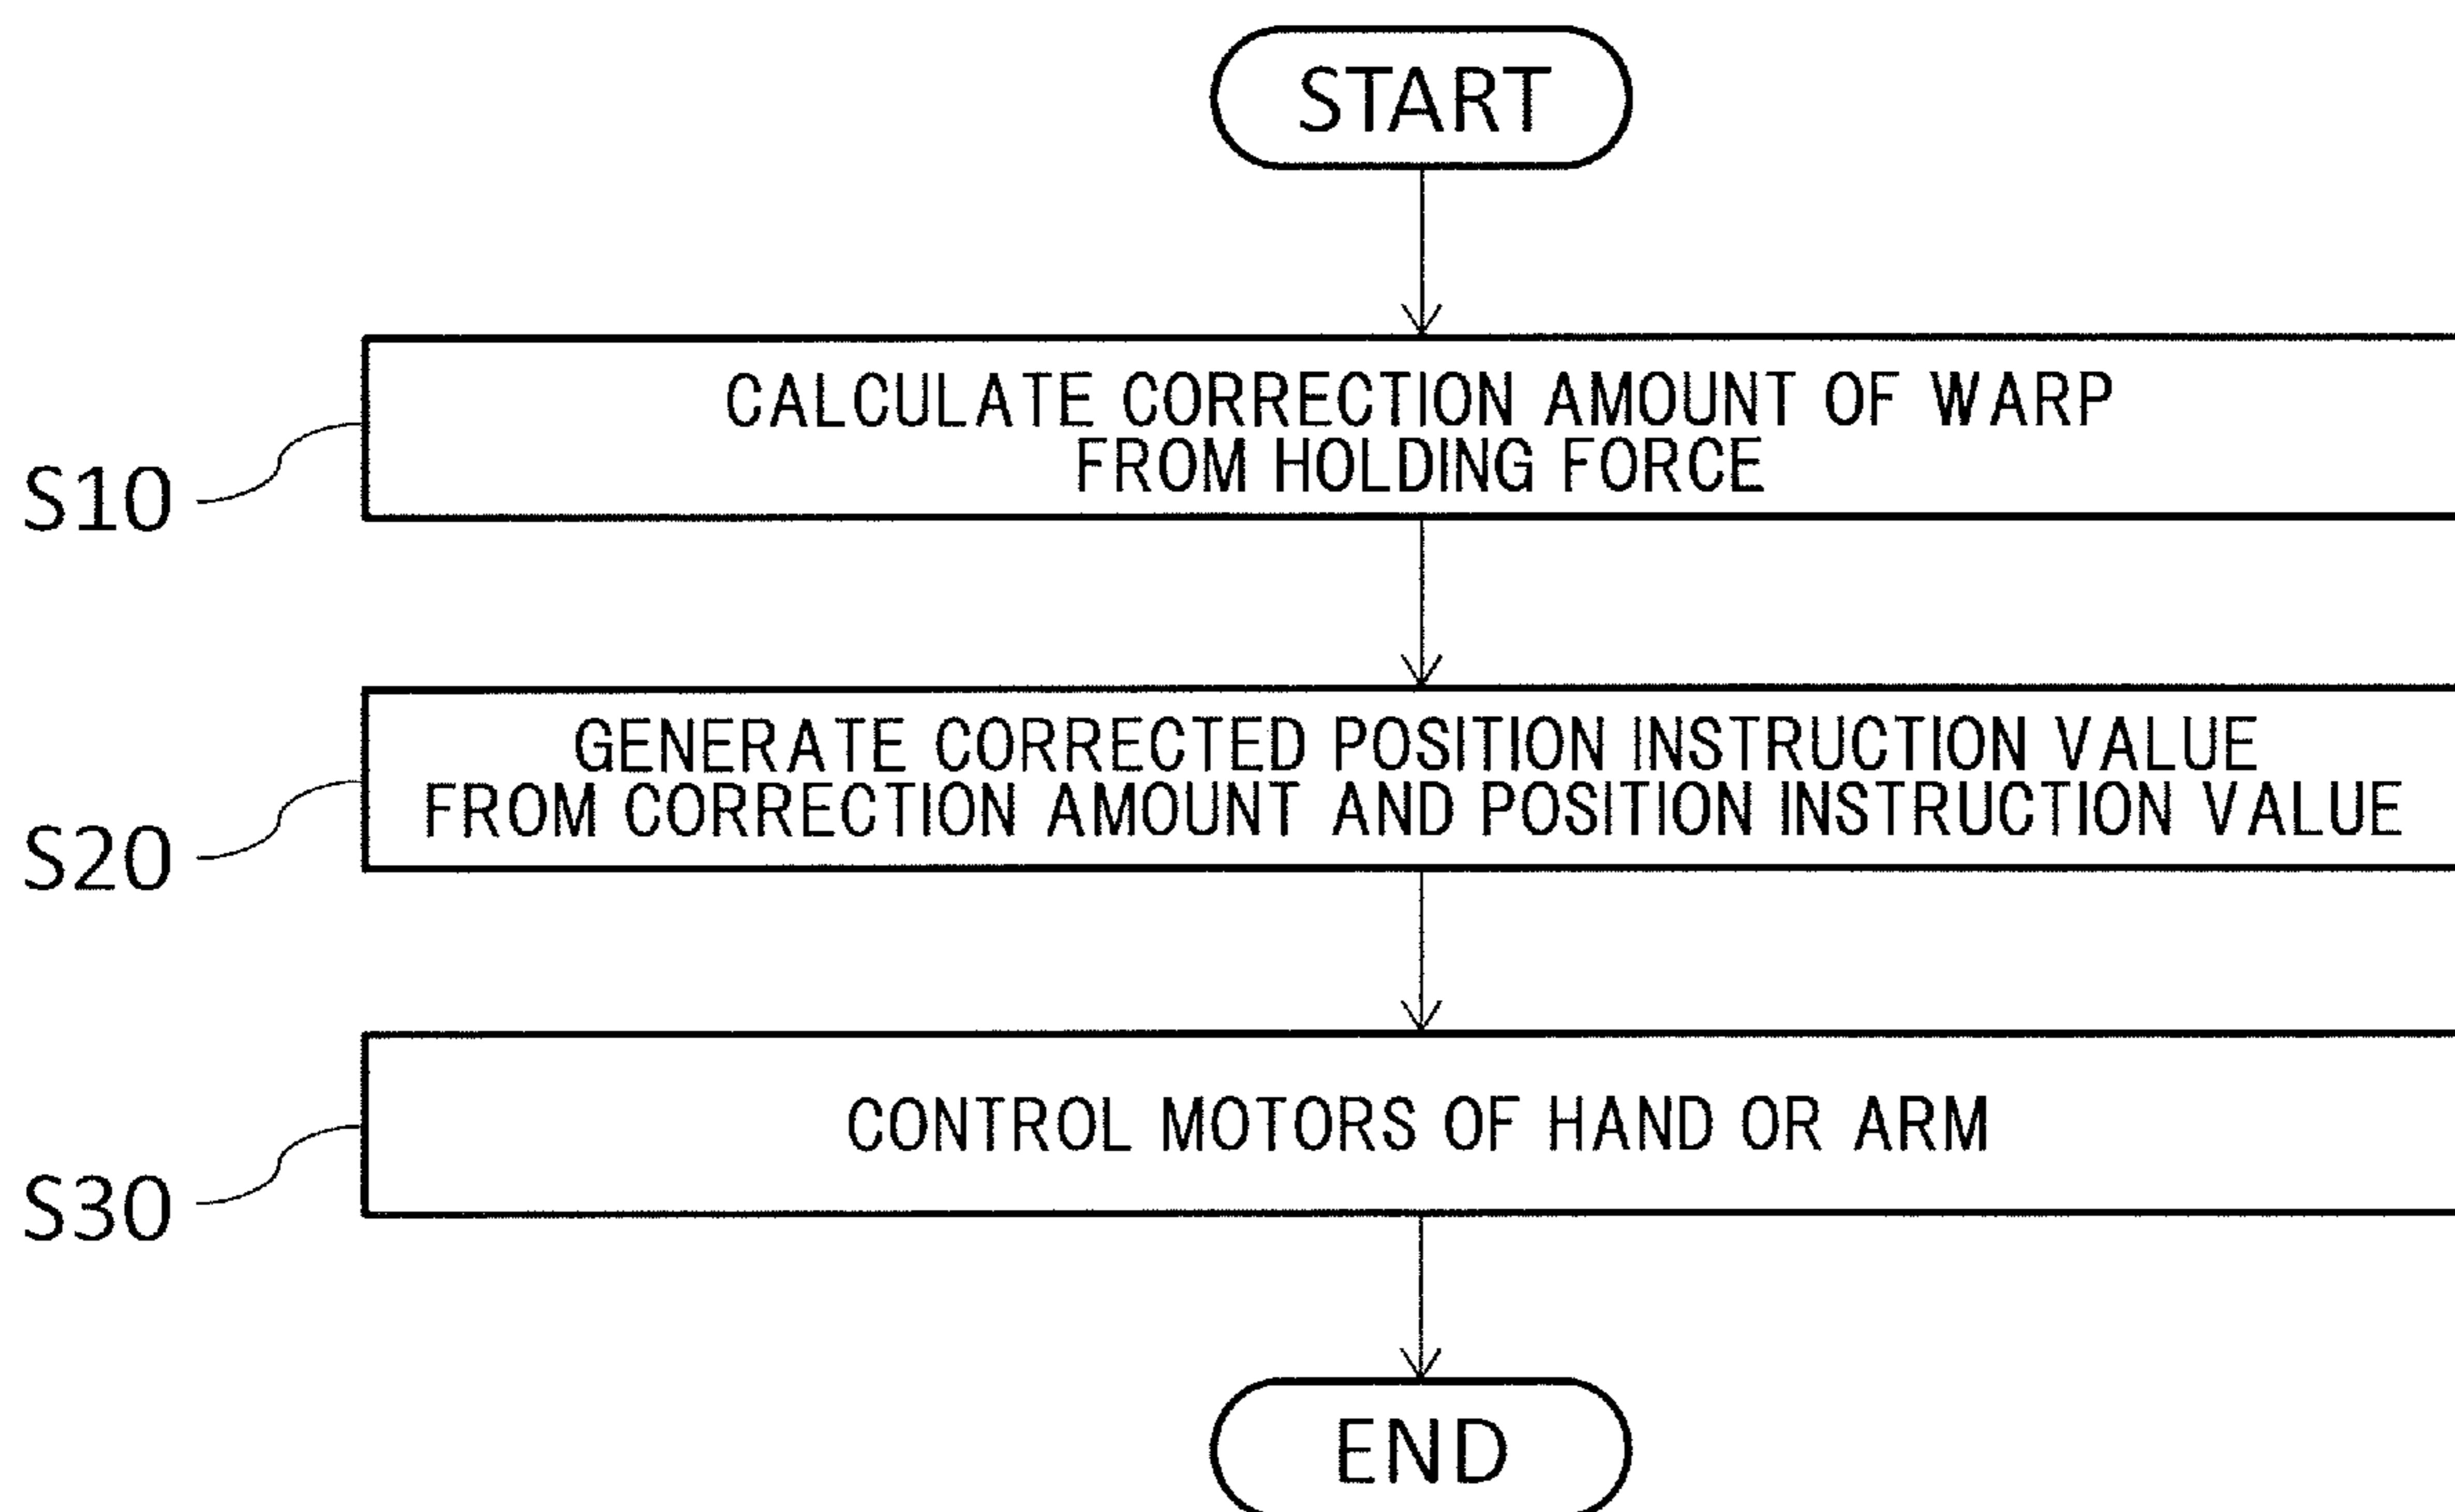 START
CALCULATE CORRECTION AMOUNT OF WARP
FROM HOLDING FORCE
S10
GENERATE CORRECTED POSITION INSTRUCTION VALUE
FROM CORRECTION AMOUNT AND POSITION INSTRUCTION VALUE
S20
CONTROL MOTORS OF HAND OR ARM
S30
END